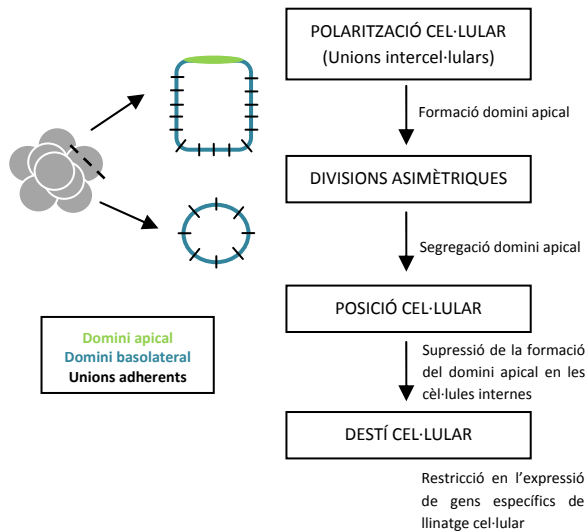 POLARITZACIÓ CEL·LULAR
(Unions intercel·lulars)
Formació domini apical
DIVISIONS ASIMÈTRIQUES
Segregació domini apical
POSICIÓ CEL·LULAR
Domini apical
Domini basolateral
Unions adherents
Supressió de la formació
del domini apical en les
cèl·lules internes
DESTÍ CEL·LULAR
Restricció en l’expressió
de gens específics de
llinatge cel·lular